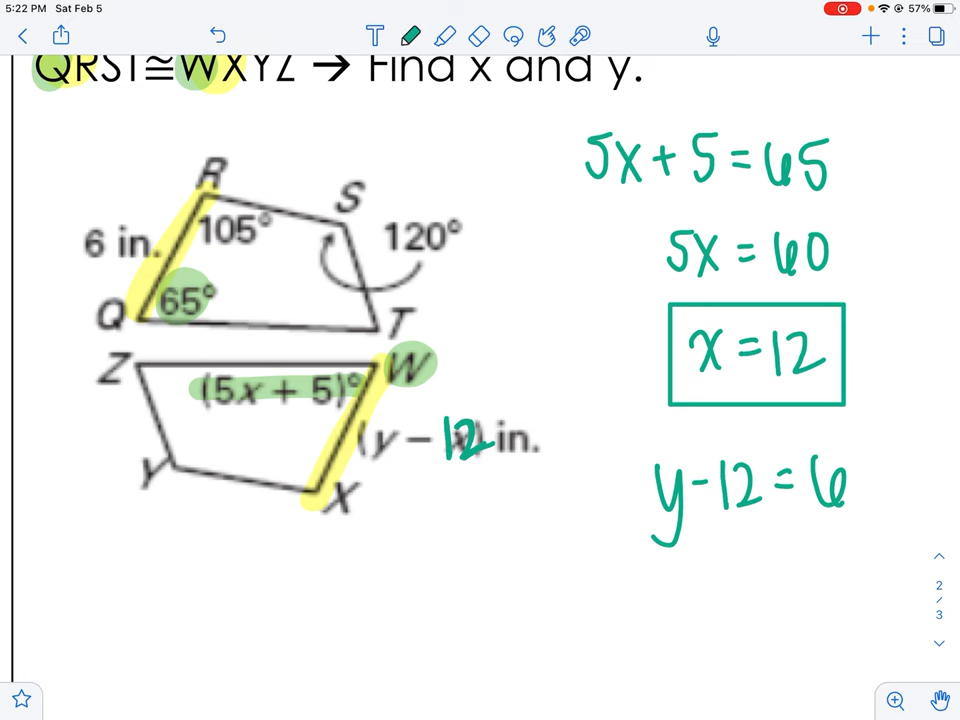 5:22 PM Sat Feb 5
57%
QRST≅WXYZ → Find x and y.
R
S
105°
120°
6 in.
65°
Q
T
Z
W
(5x + 5)°
(y − 12 in.
Y
X
5x + 5 = 65
5x = 60
x = 12
y - 12 = 6
2
/
3